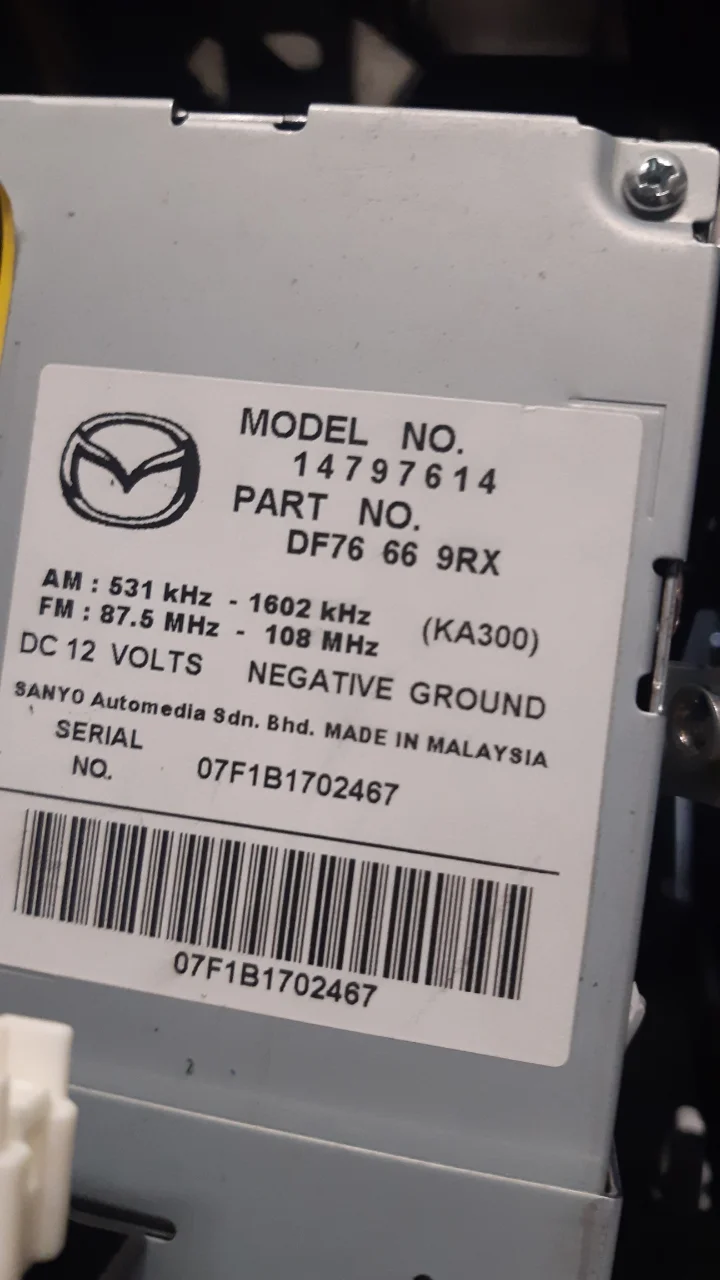 MODEL NO.
14797614
PART NO.
DF76 66 9RX
AM : 531 kHz - 1602 kHz
FM : 87.5 MHz - 108 MHz (KA300)
DC 12 VOLTS NEGATIVE GROUND
SANYO Automedia Sdn. Bhd. MADE IN MALAYSIA
SERIAL
NO. 07F1B1702467
07F1B1702467